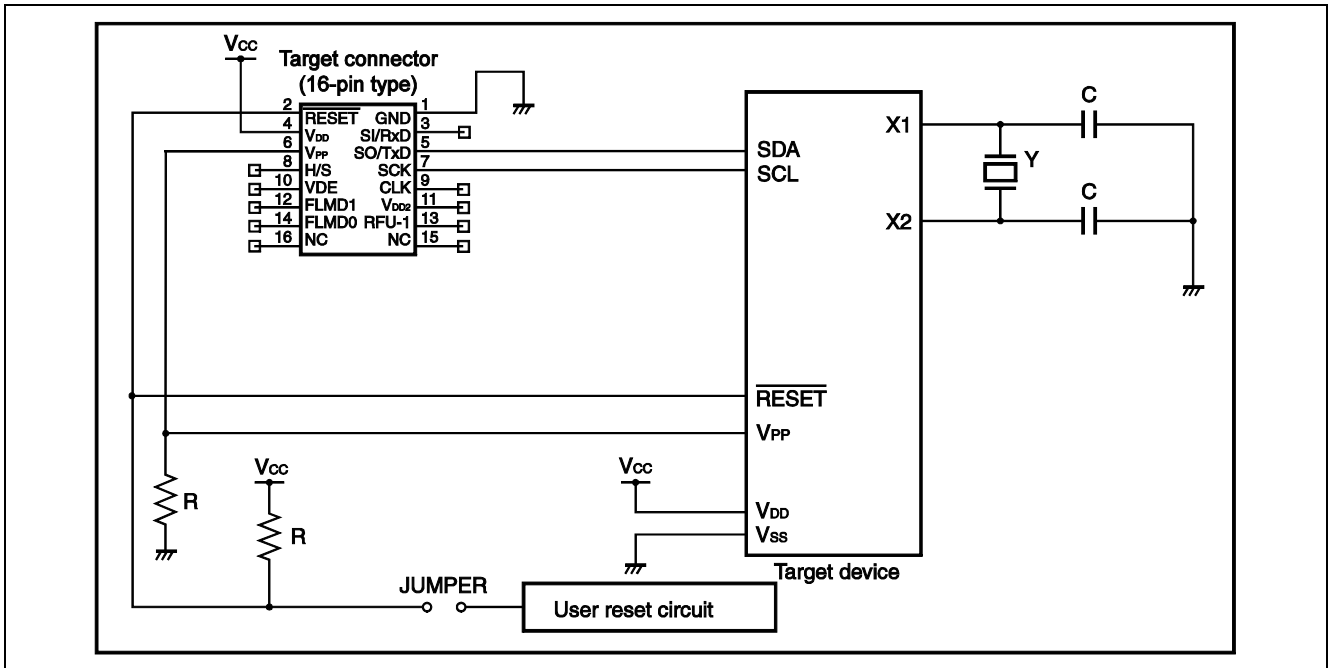 VCC
Target connector
(16-pin type)
2 RESET GND 1
4 VDD SI/RxD 3
6 VPP SO/TxD 5
8 H/S SCK 7
10 VDE CLK 9
12 FLMD1 VDD2 11
14 FLMD0 RFU-1 13
16 NC NC 15
SDA
SCL
X1
X2
C
Y
C
RESET
VPP
VDD
VSS
Target device
R
VCC
R
VCC
JUMPER
User reset circuit